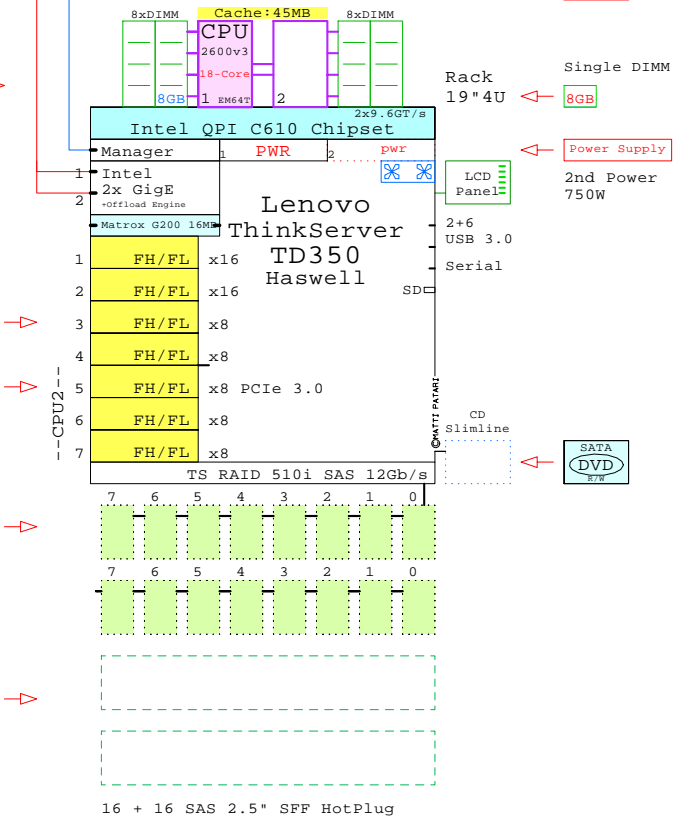 8xDIMM
Cache:45MB
8xDIMM
CPU
2600v3
18-Core
8GB
1 EM64T
2
Rack
19"4U
Single DIMM
8GB
2x9.6GT/s
Intel QPI C610 Chipset
Manager
1
PWR
2
pwr
Power Supply
2nd Power
750W
1
Intel
2x GigE
2
+Offload Engine
LCD
Panel
Matrox G200 16MB
Lenovo
ThinkServer
TD350
Haswell
2+6
USB 3.0
Serial
SD
1 FH/FL x16
2 FH/FL x16
3 FH/FL x8
4 FH/FL x8
5 FH/FL x8 PCIe 3.0
6 FH/FL x8
7 FH/FL x8
--CPU2--
©MATTI PATARI
CD
Slimline
SATA
DVD
R/W
TS RAID 510i SAS 12Gb/s
7 6 5 4 3 2 1 0
7 6 5 4 3 2 1 0
16 + 16 SAS 2.5" SFF HotPlug